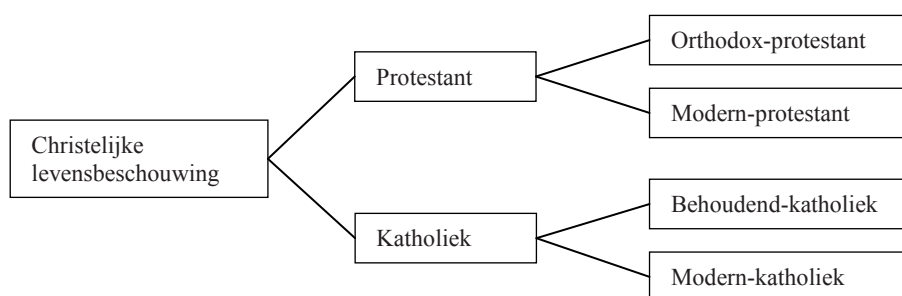 Christelijke
levensbeschouwing
Protestant
Orthodox-protestant
Modern-protestant
Katholiek
Behoudend-katholiek
Modern-katholiek